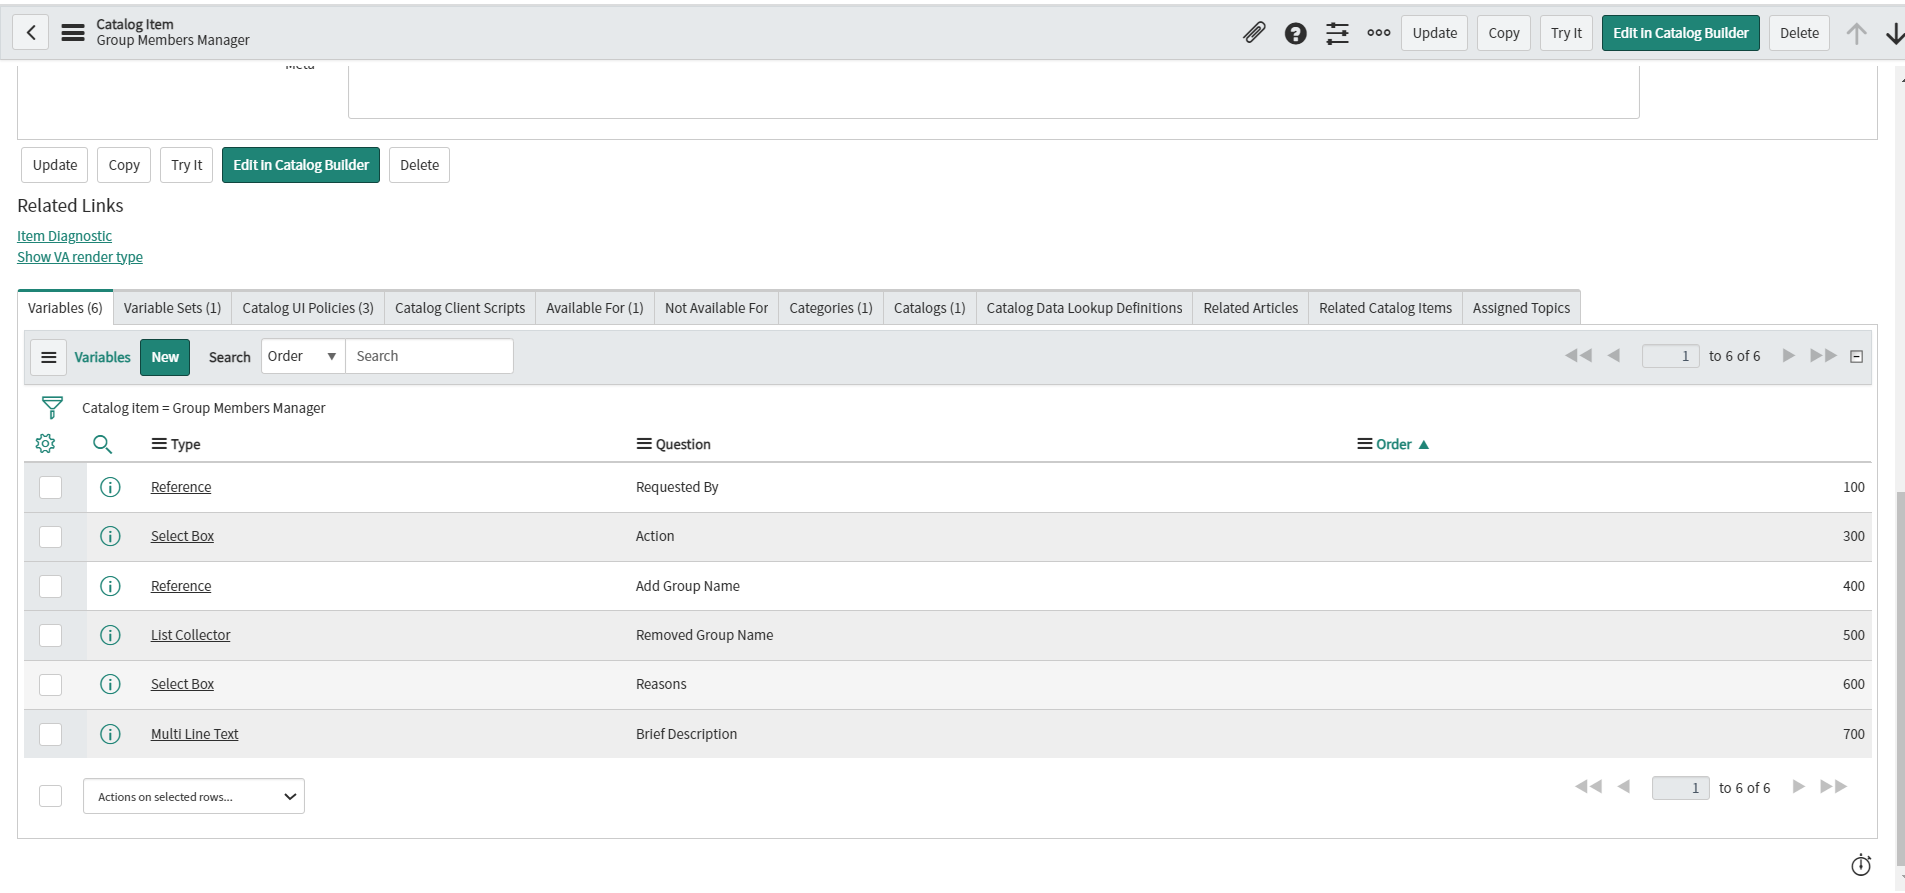 Catalog Item
Group Members Manager
Update Copy Try It Edit in Catalog Builder Delete
Meta
Update Copy Try It Edit in Catalog Builder Delete
Related Links
Item Diagnostic
Show VA render type
Variables (6) Variable Sets (1) Catalog UI Policies (3) Catalog Client Scripts Available For (1) Not Available For Categories (1) Catalogs (1) Catalog Data Lookup Definitions Related Articles Related Catalog Items Assigned Topics
Variables New Search Order Search 1 to 6 of 6
Catalog Item = Group Members Manager
Type Question Order
Reference Requested By 100
Select Box Action 300
Reference Add Group Name 400
List Collector Removed Group Name 500
Select Box Reasons 600
Multi Line Text Brief Description 700
Actions on selected rows... 1 to 6 of 6